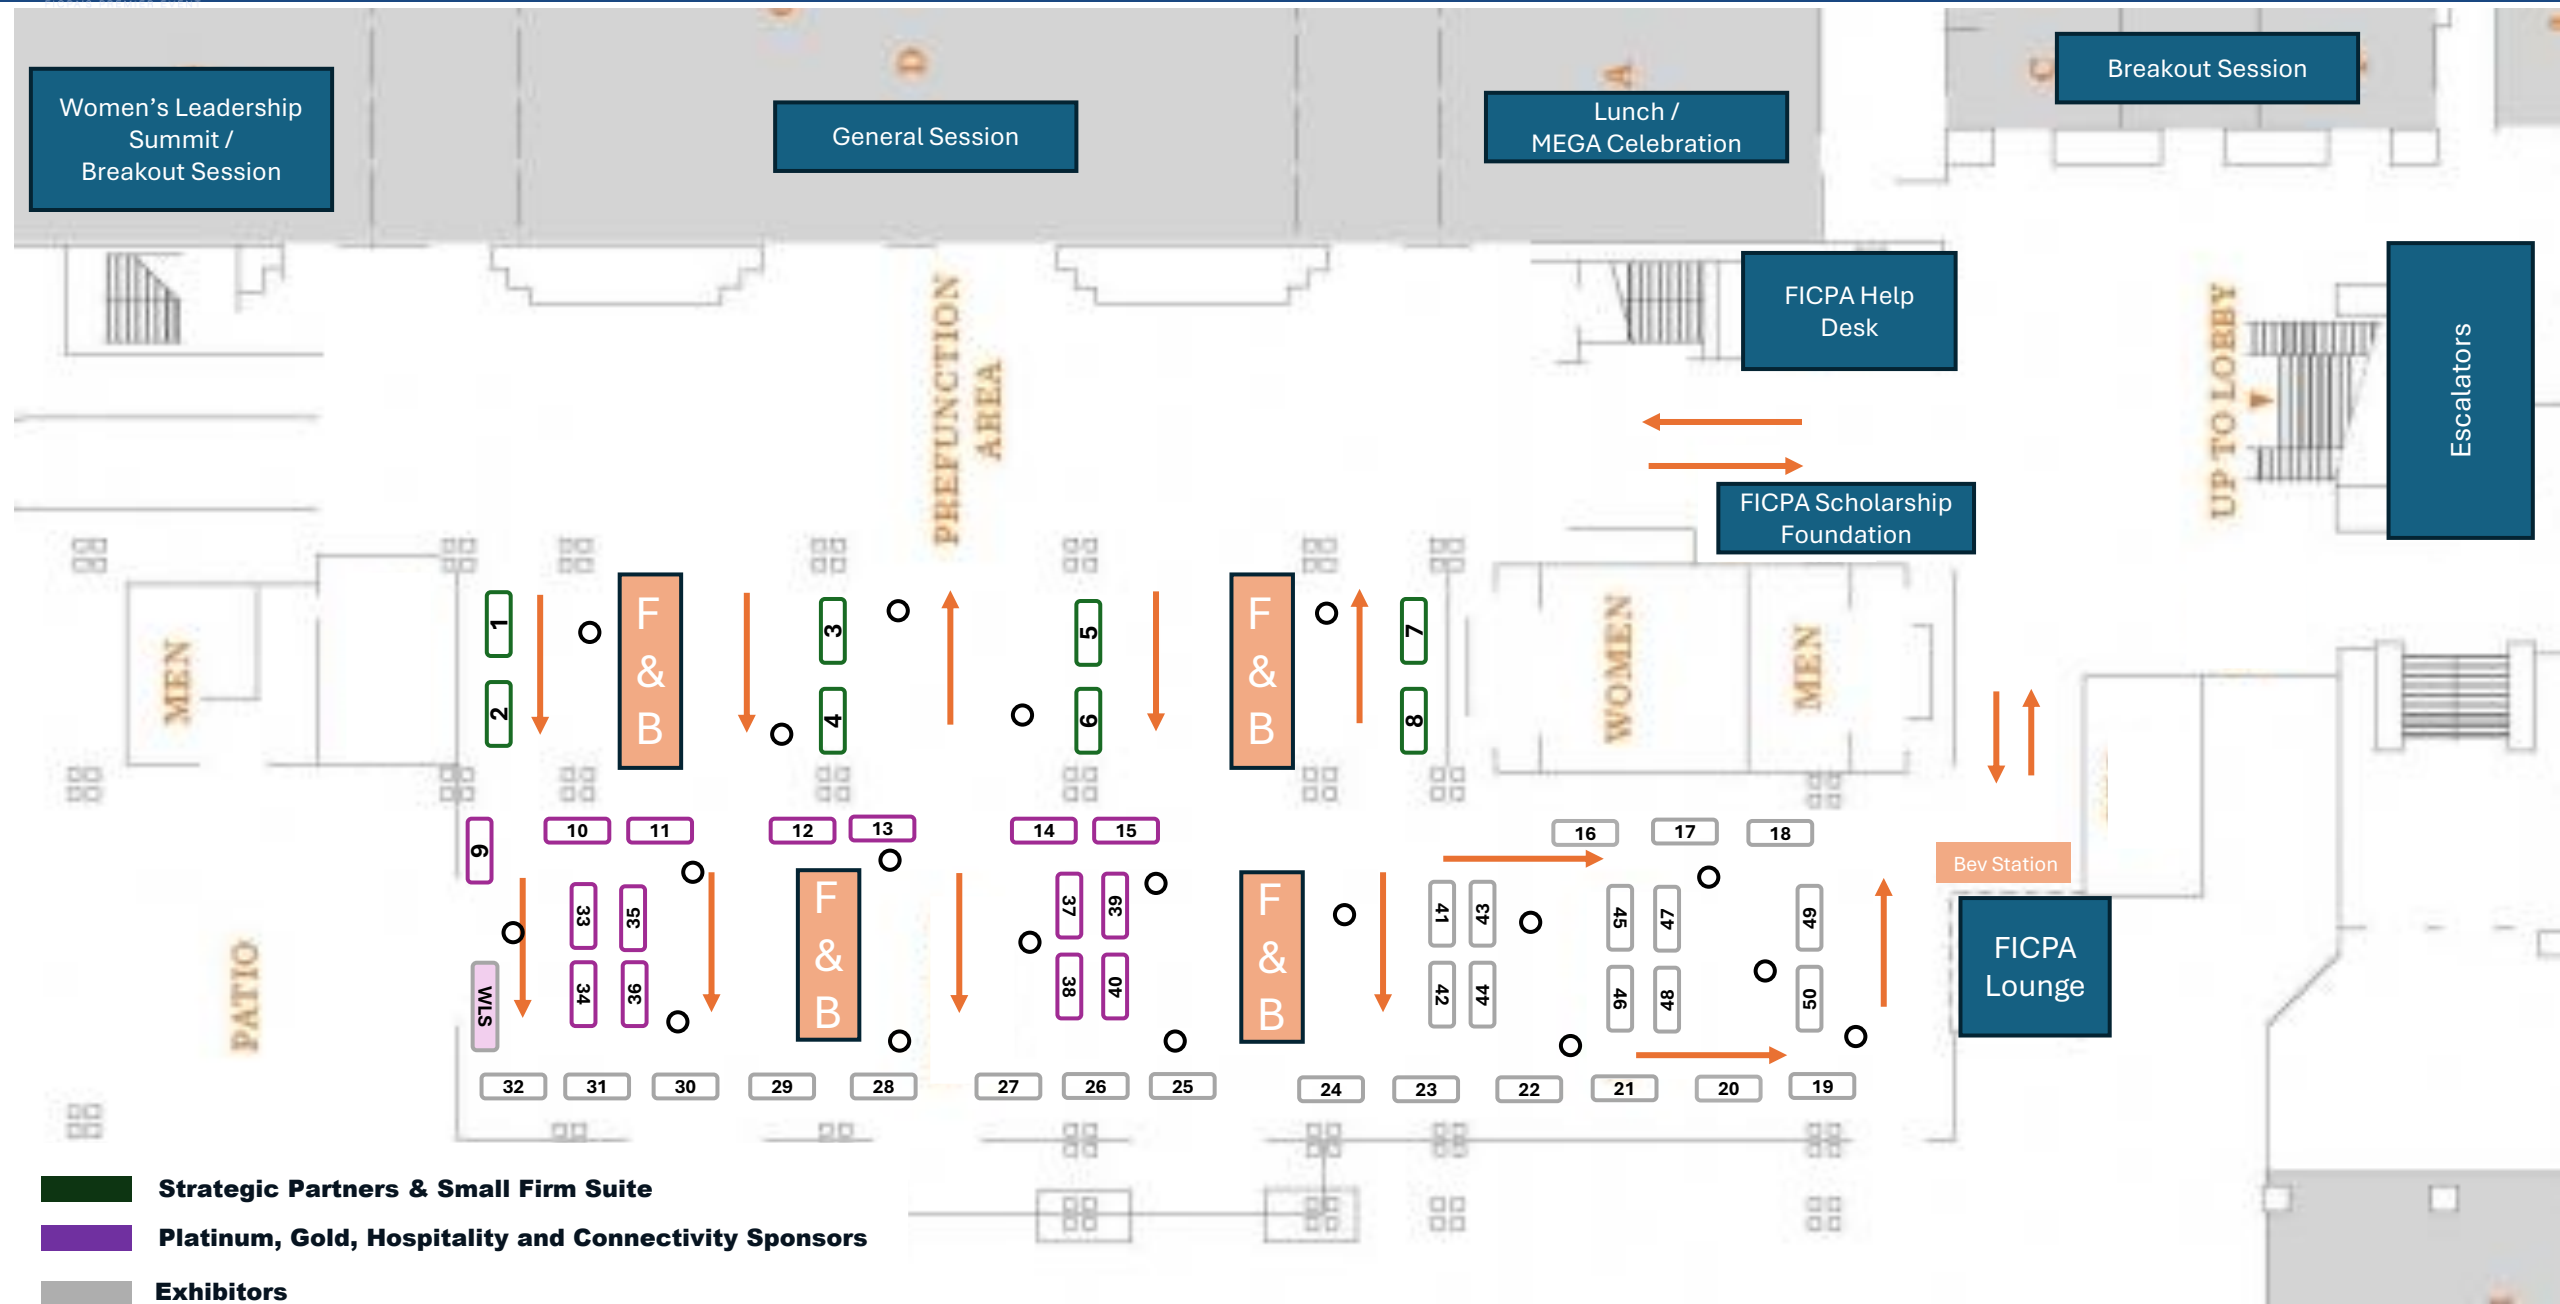 D
A
C
Women's Leadership
Summit /
Breakout Session
General Session
Lunch /
MEGA Celebration
Breakout Session
FICPA Help
Desk
FICPA Scholarship
Foundation
Escalators
UP TO LOBBY
PREFUNCTION
AREA
MEN
WOMEN
MEN
PATIO
1
2
F
&
B
3
4
5
6
F
&
B
7
8
9
10
11
12
13
14
15
16
17
18
Bev Station
33
35
34
36
WLS
F
&
B
37
39
38
40
F
&
B
41
43
42
44
45
47
46
48
49
50
FICPA
Lounge
32
31
30
29
28
27
26
25
24
23
22
21
20
19
Strategic Partners & Small Firm Suite
Platinum, Gold, Hospitality and Connectivity Sponsors
Exhibitors